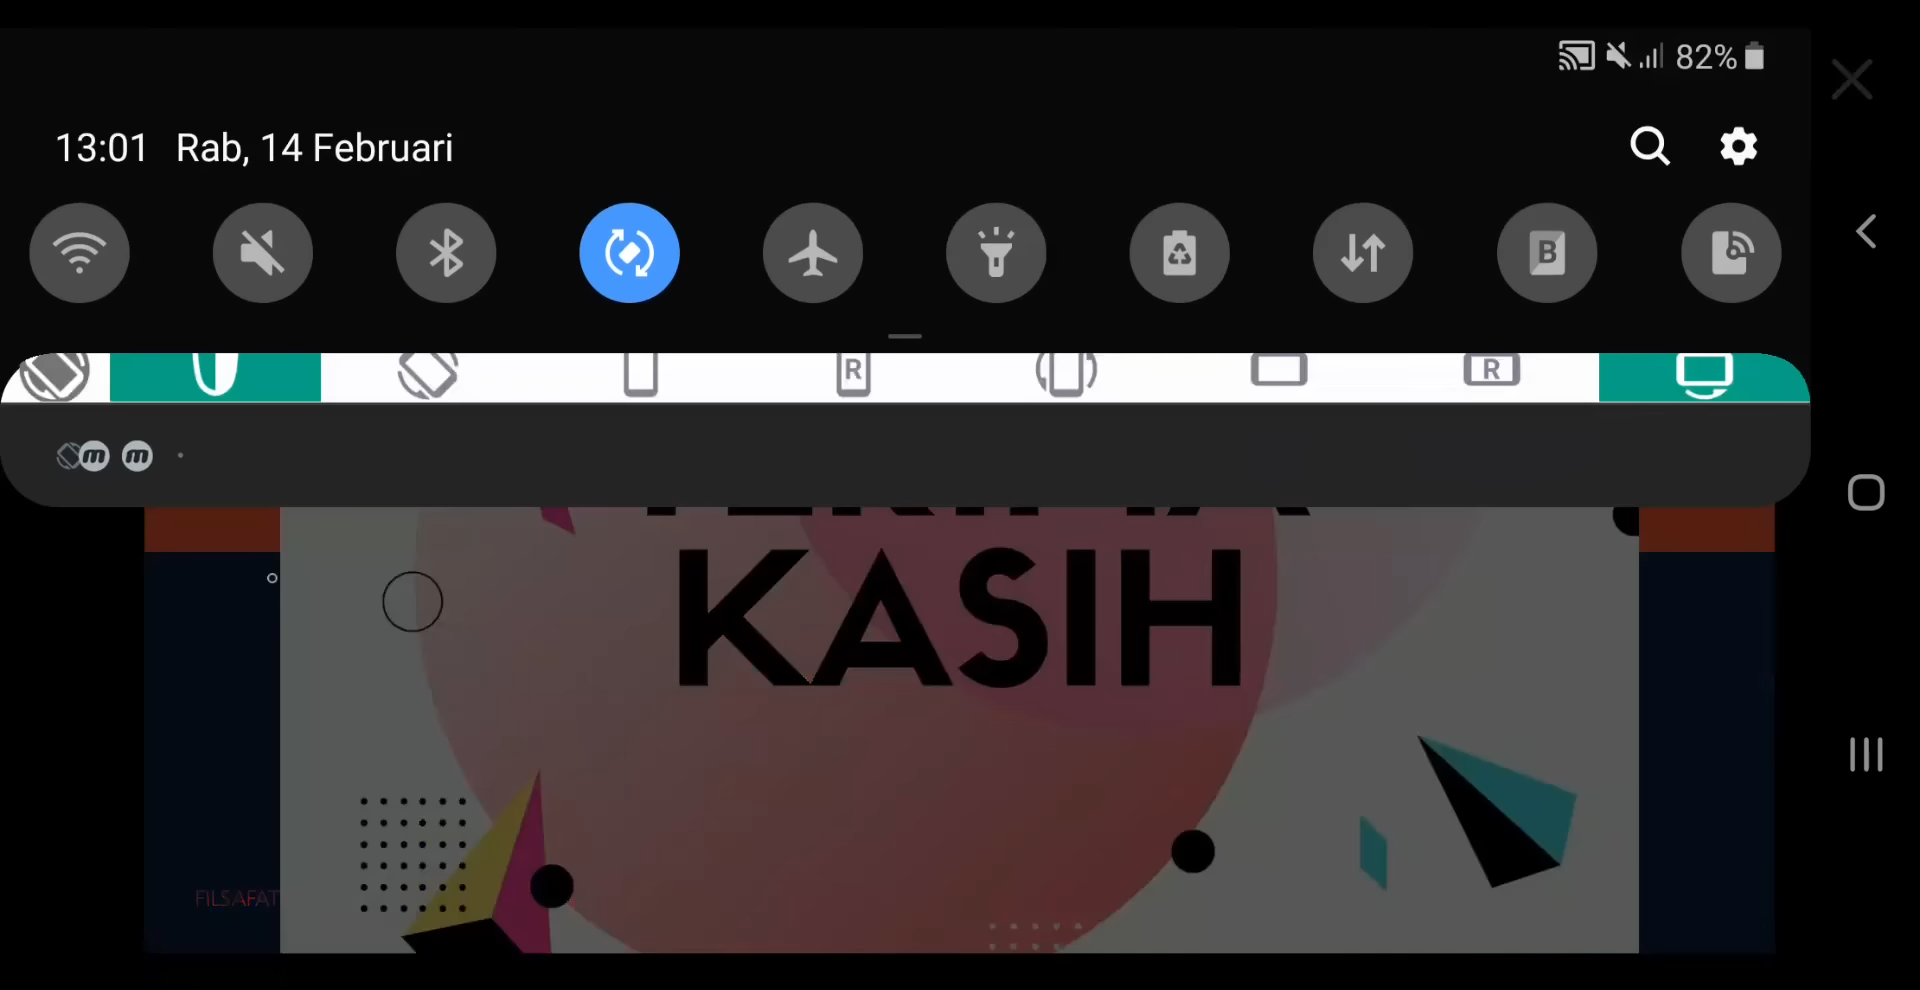 82%
13:01 Rab, 14 Februari
B
R
R
m m
KASIH
FILSAFAT